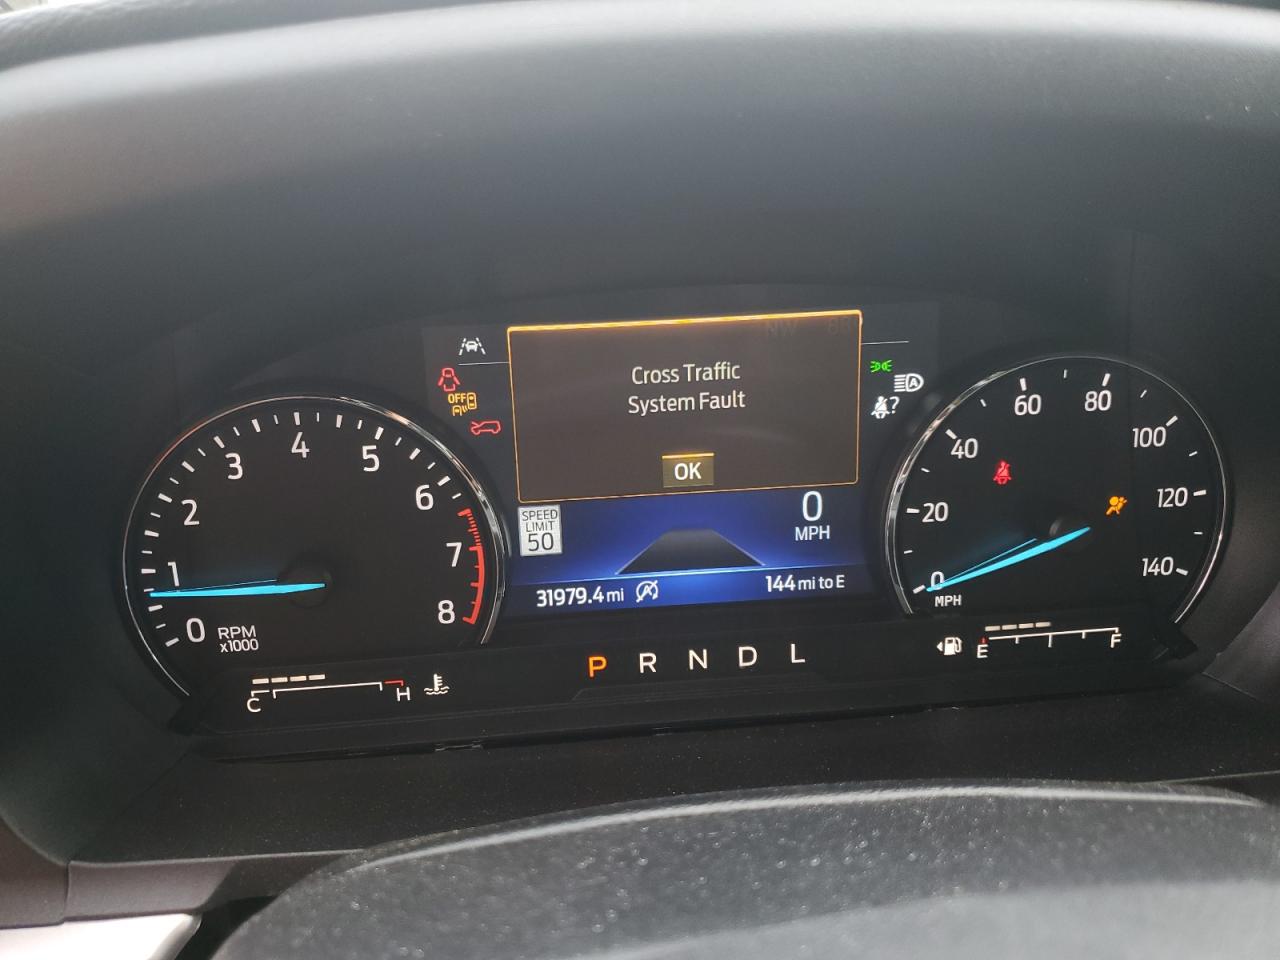 NW
Cross Traffic
System Fault
OK
OFF
A
?
SPEED
LIMIT
50
0
MPH
31979.4 mi
A
144 mi to E
0 1 2 3 4 5 6 7 8
RPM
x1000
0 20 40 60 80 100 120 140
MPH
C H
P R N D L
E F